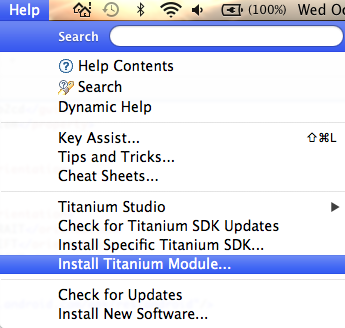 Help (100%) Wed Oc
Search
Help Contents
Search
Dynamic Help
Key Assist... ⇧⌘L
Tips and Tricks...
Cheat Sheets...
Titanium Studio
Check for Titanium SDK Updates
Install Specific Titanium SDK...
Install Titanium Module...
Check for Updates
Install New Software...